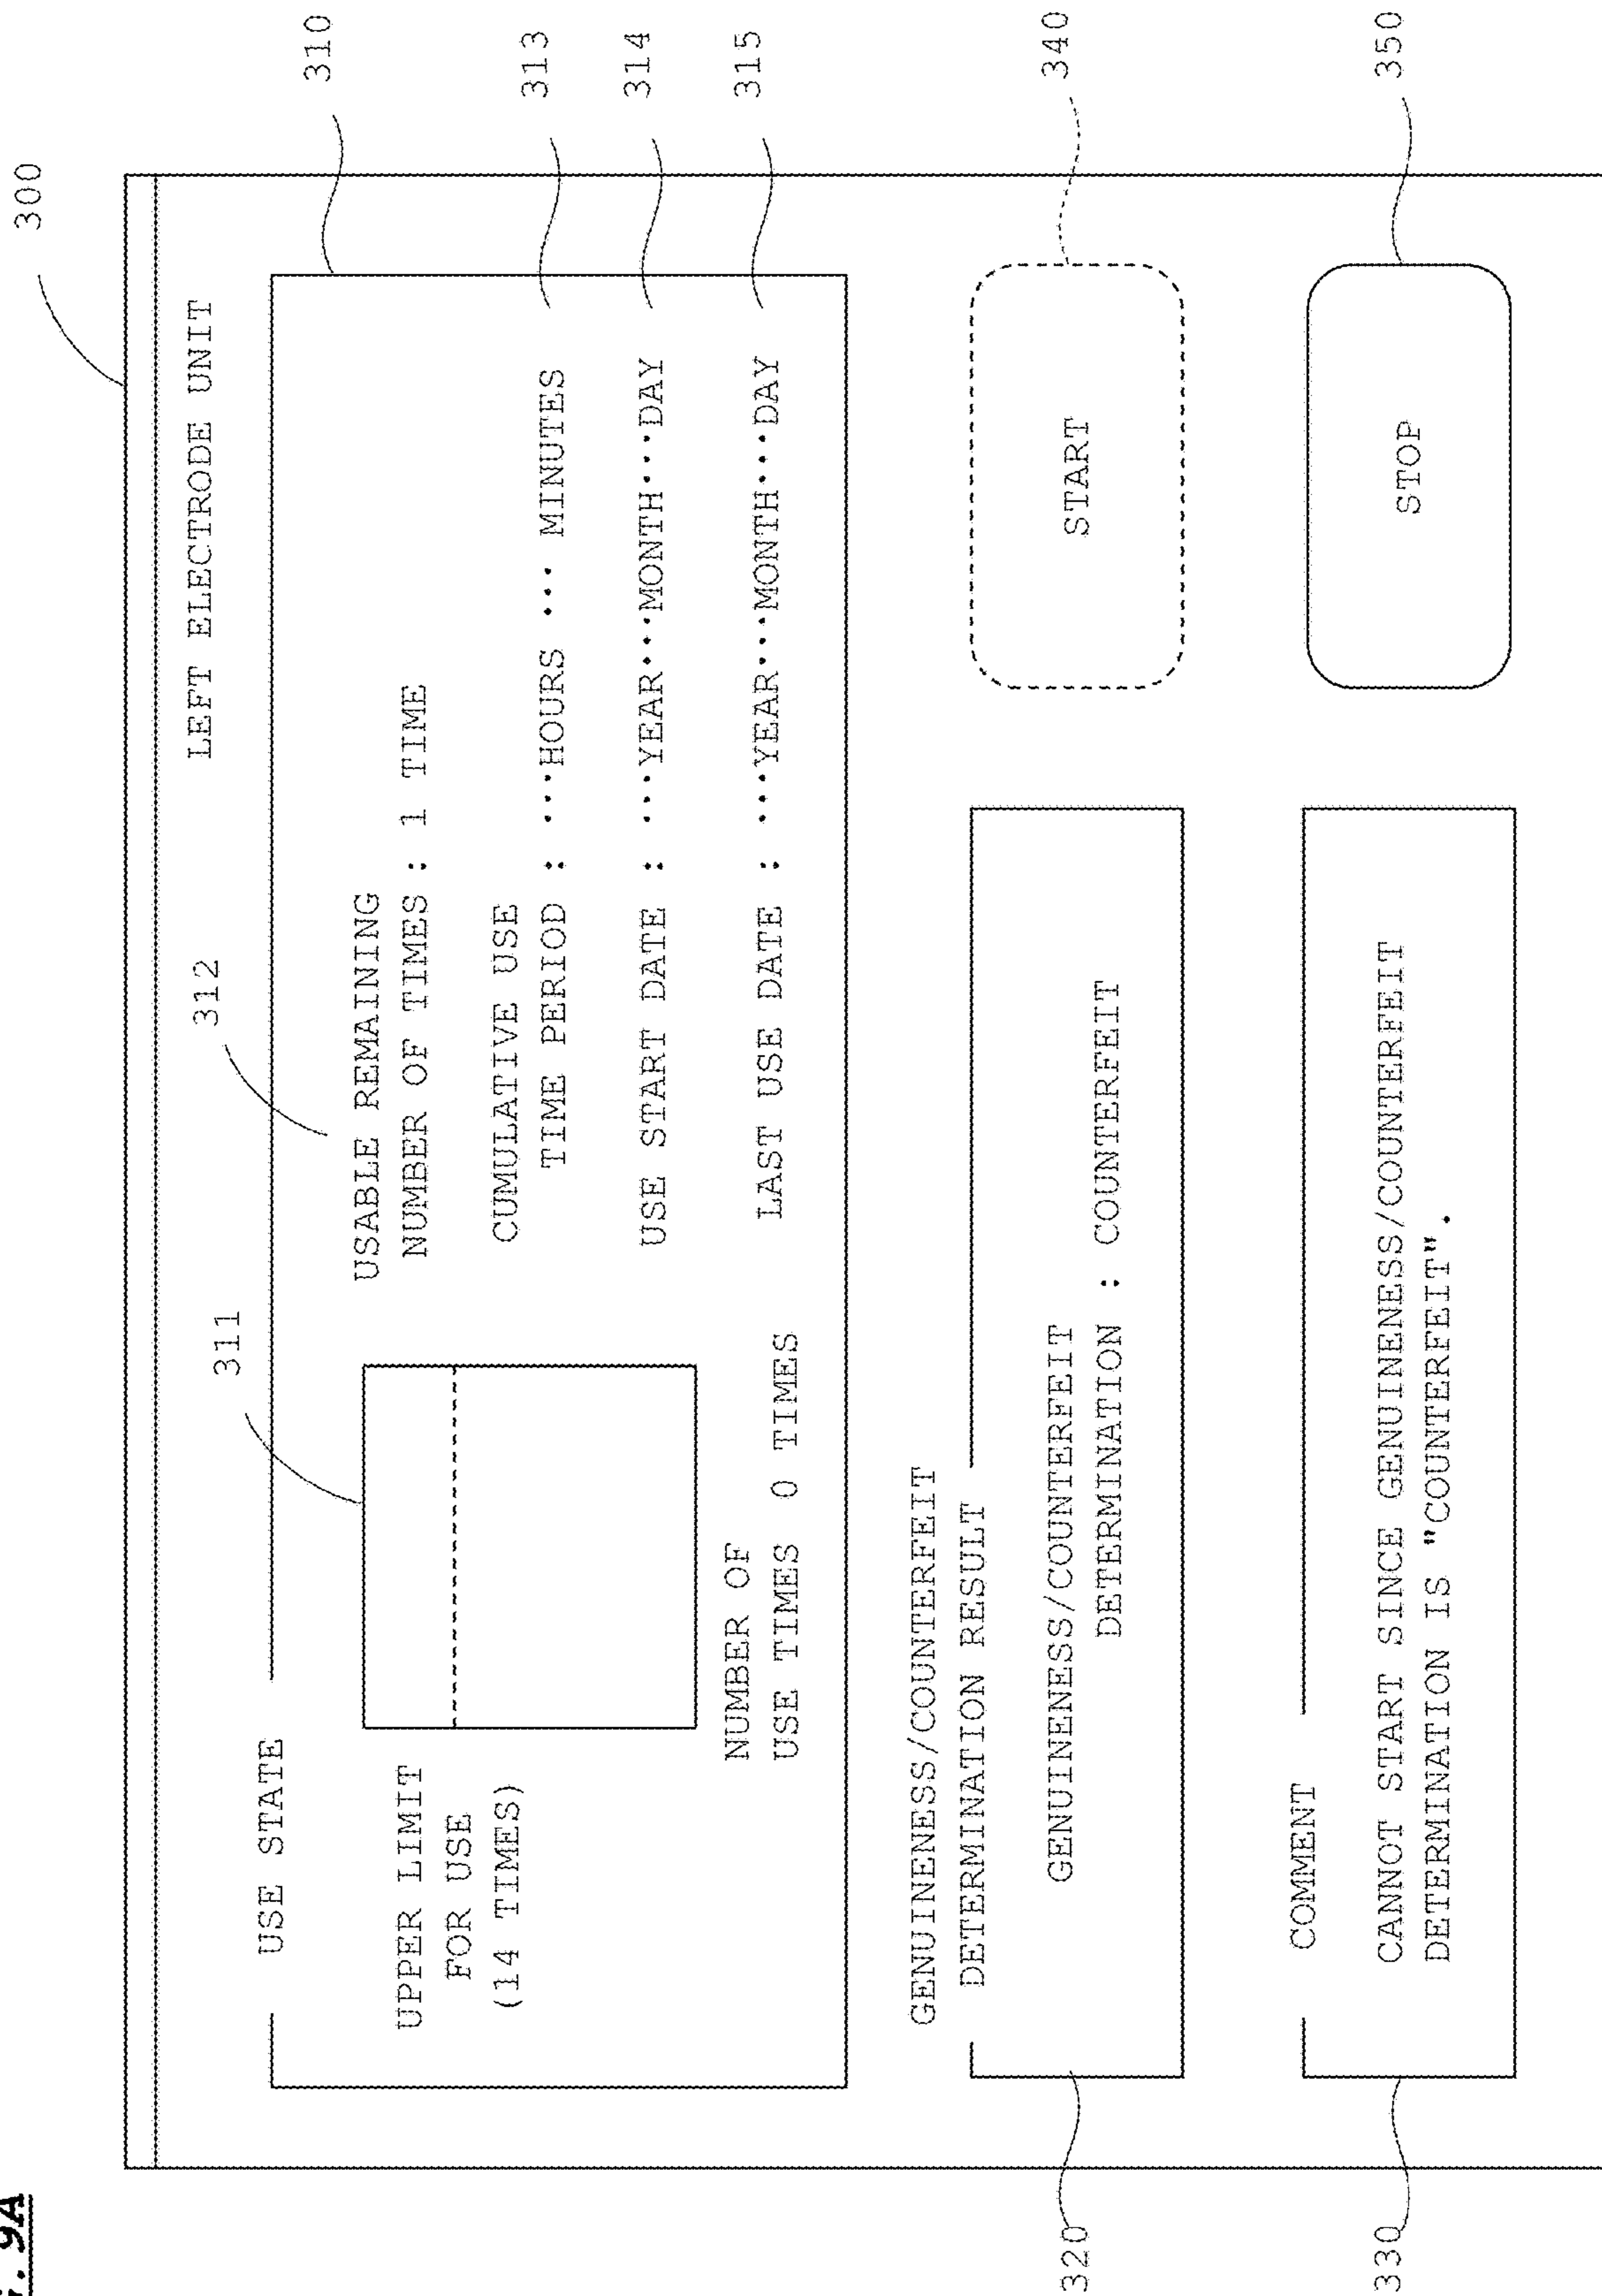 G. 9A
300
LEFT ELECTRODE UNIT
310
USE STATE
311
312
UPPER LIMIT
FOR USE
(14 TIMES)
NUMBER OF
USE TIMES 0 TIMES
USABLE REMAINING
NUMBER OF TIMES : 1 TIME
CUMULATIVE USE
TIME PERIOD : ···HOURS ··· MINUTES
313
USE START DATE : ···YEAR···MONTH···DAY
314
LAST USE DATE : ···YEAR···MONTH···DAY
315
GENUINENESS/COUNTERFEIT
DETERMINATION RESULT
320
GENUINENESS/COUNTERFEIT
DETERMINATION : COUNTERFEIT
START
340
COMMENT
330
CANNOT START SINCE GENUINENESS/COUNTERFEIT
DETERMINATION IS "COUNTERFEIT".
STOP
350